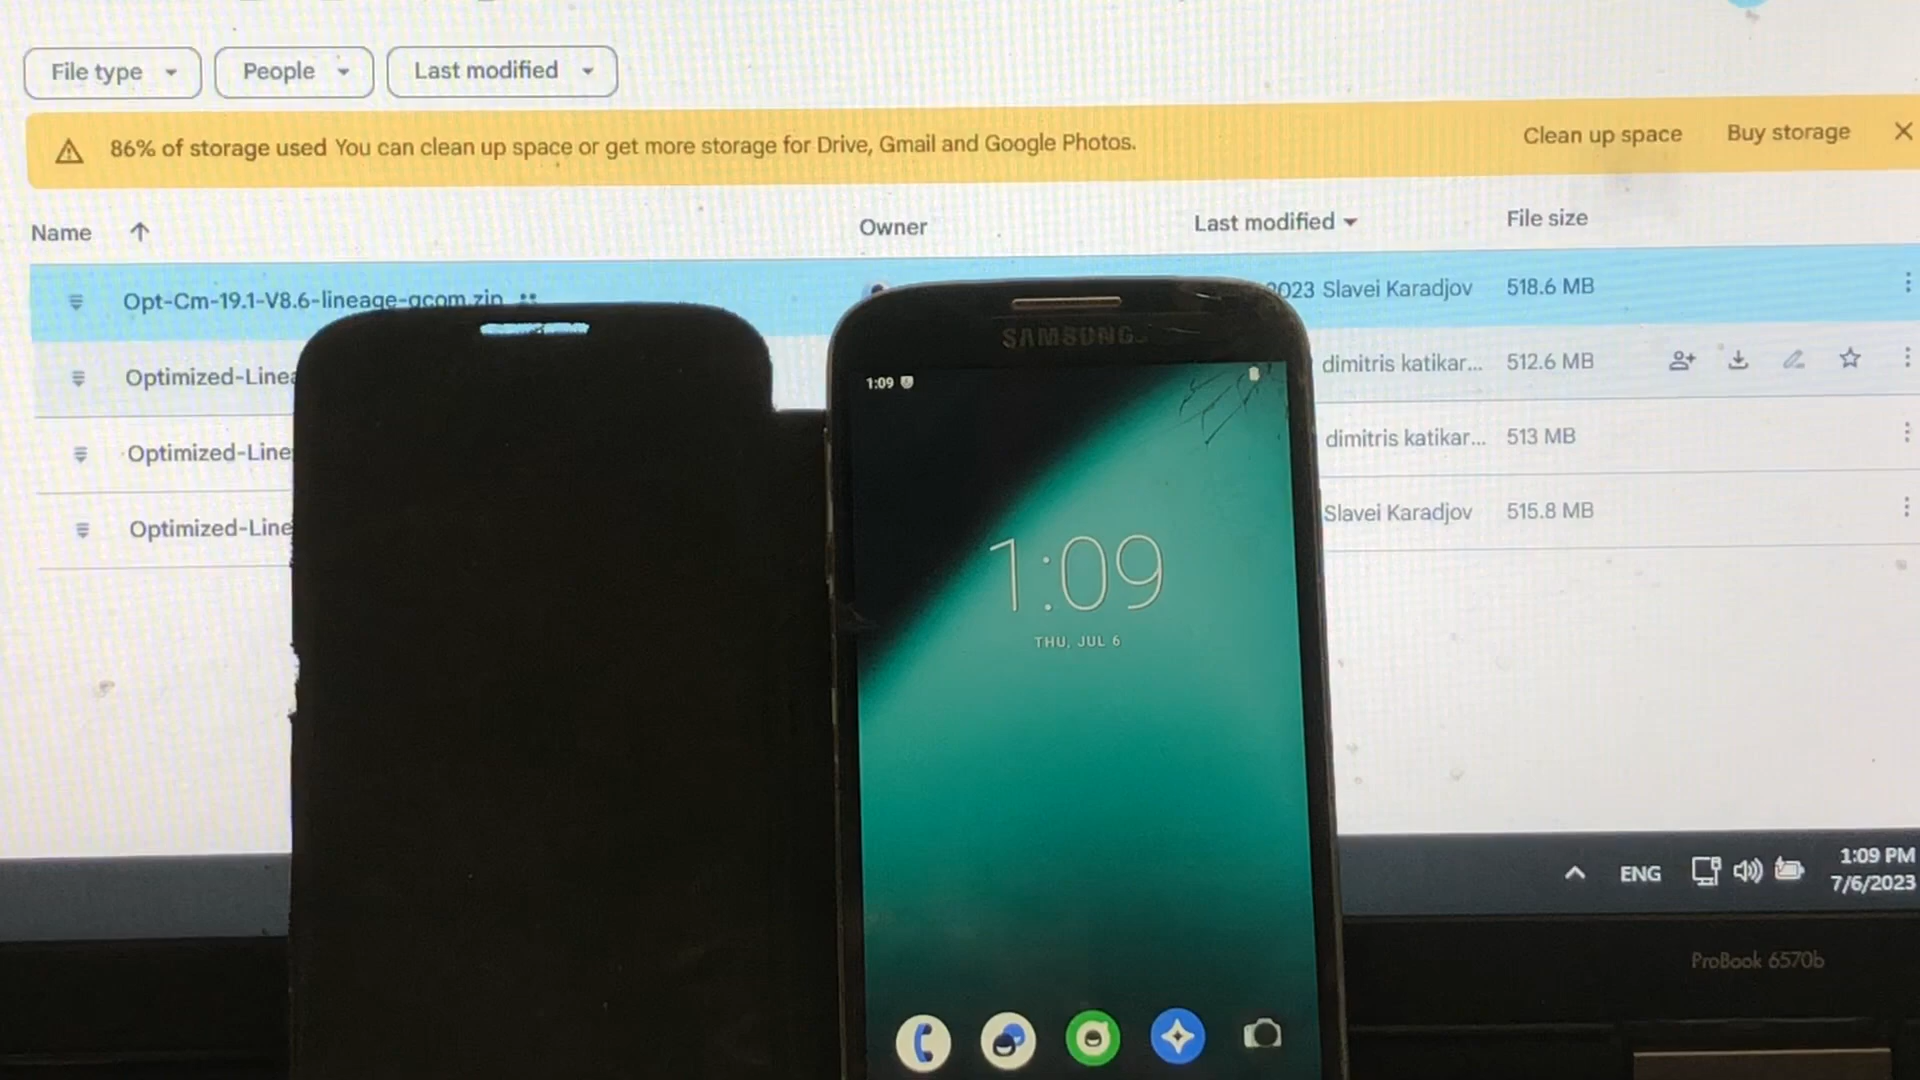 File type
People
Last modified
86% of storage used You can clean up space or get more storage for Drive, Gmail and Google Photos.
Clean up space
Buy storage
Name
Owner
Last modified
File size
Opt-Cm-19.1-V8.6-lineage-qcom.zip
2023 Slavei Karadjov
518.6 MB
Optimized-Linea
dimitris katikar...
512.6 MB
Optimized-Line
dimitris katikar...
513 MB
Optimized-Line
Slavei Karadjov
515.8 MB
SAMSUNG
1:09
1:09
THU, JUL 6
ENG
1:09 PM
7/6/2023
ProBook 6570b